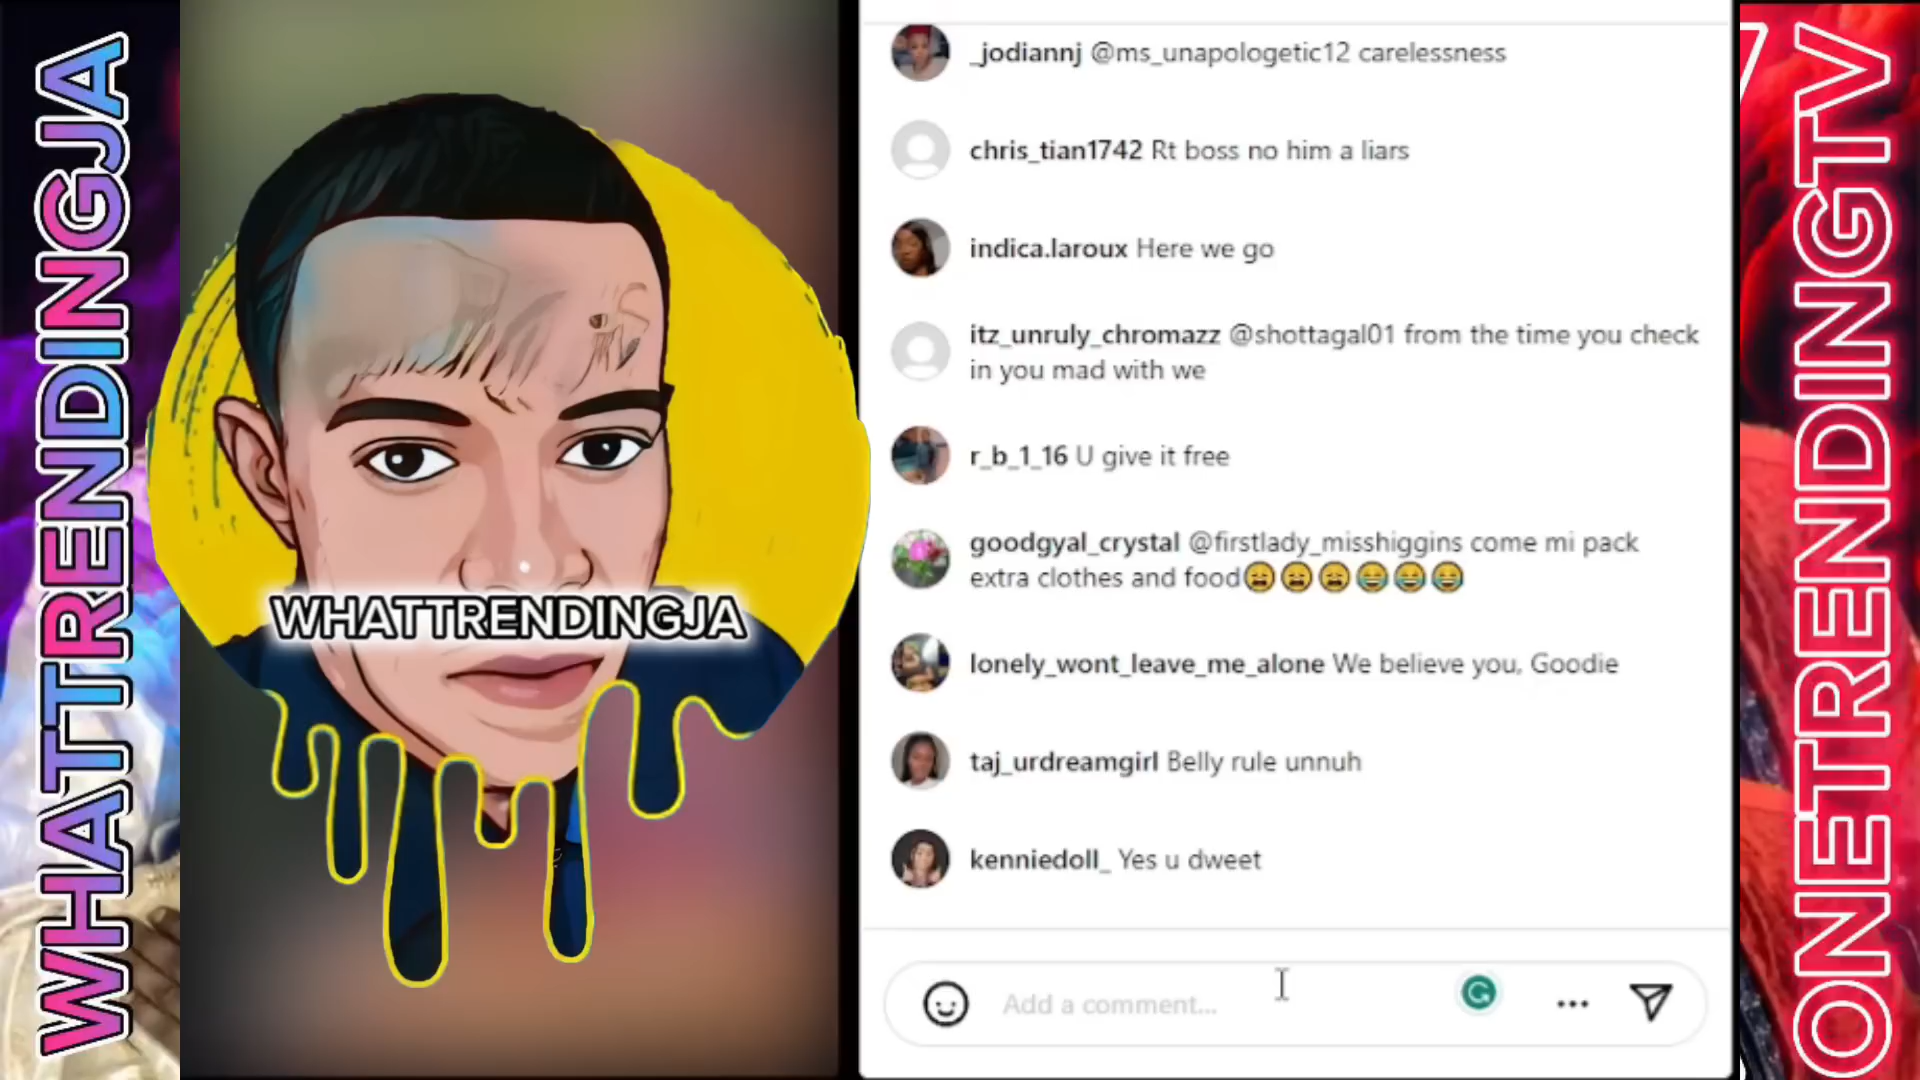 WHATTRENDINGJA
WHATTRENDINGJA
_jodiannj @ms_unapologetic12 carelessness
chris_tian1742 Rt boss no him a liars
indica.laroux Here we go
itz_unruly_chromazz @shottagal01 from the time you check
in you mad with we
r_b_1_16 U give it free
goodgyal_crystal @firstlady_misshiggins come mi pack
extra clothes and food😩😩😩😂😂😂
lonely_wont_leave_me_alone We believe you, Goodie
taj_urdreamgirl Belly rule unnuh
kenniedoll_ Yes u dweet
Add a comment...
ONETRENDINGTV